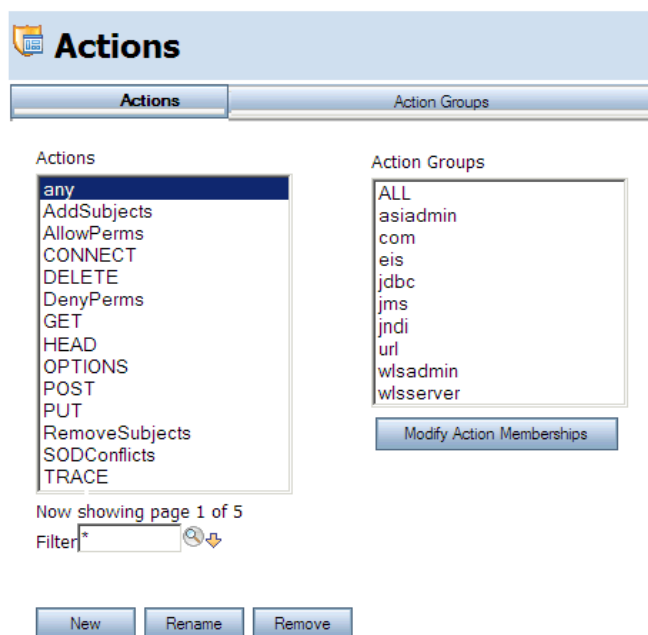 Actions
Actions
Action Groups
Actions
any
AddSubjects
AllowPerms
CONNECT
DELETE
DenyPerms
GET
HEAD
OPTIONS
POST
PUT
RemoveSubjects
SODConflicts
TRACE
Now showing page 1 of 5
Filter *
New Rename Remove
Action Groups
ALL
asiadmin
com
eis
jdbc
jms
jndi
url
wlsadmin
wlsserver
Modify Action Memberships